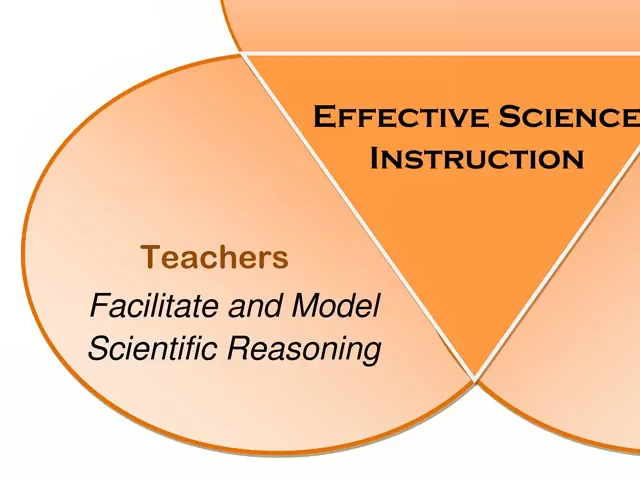 Effective Science
Instruction
Teachers
Facilitate and Model
Scientific Reasoning